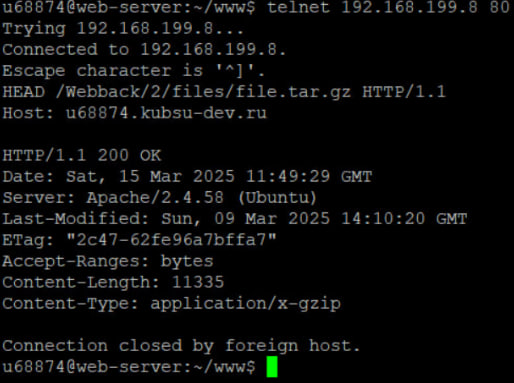 u68874@web-server:~/www$ telnet 192.168.199.8 80
Trying 192.168.199.8...
Connected to 192.168.199.8.
Escape character is '^]'.
HEAD /Webback/2/files/file.tar.gz HTTP/1.1
Host: u68874.kubsu-dev.ru

HTTP/1.1 200 OK
Date: Sat, 15 Mar 2025 11:49:29 GMT
Server: Apache/2.4.58 (Ubuntu)
Last-Modified: Sun, 09 Mar 2025 14:10:20 GMT
ETag: "2c47-62fe96a7bffa7"
Accept-Ranges: bytes
Content-Length: 11335
Content-Type: application/x-gzip

Connection closed by foreign host.
u68874@web-server:~/www$